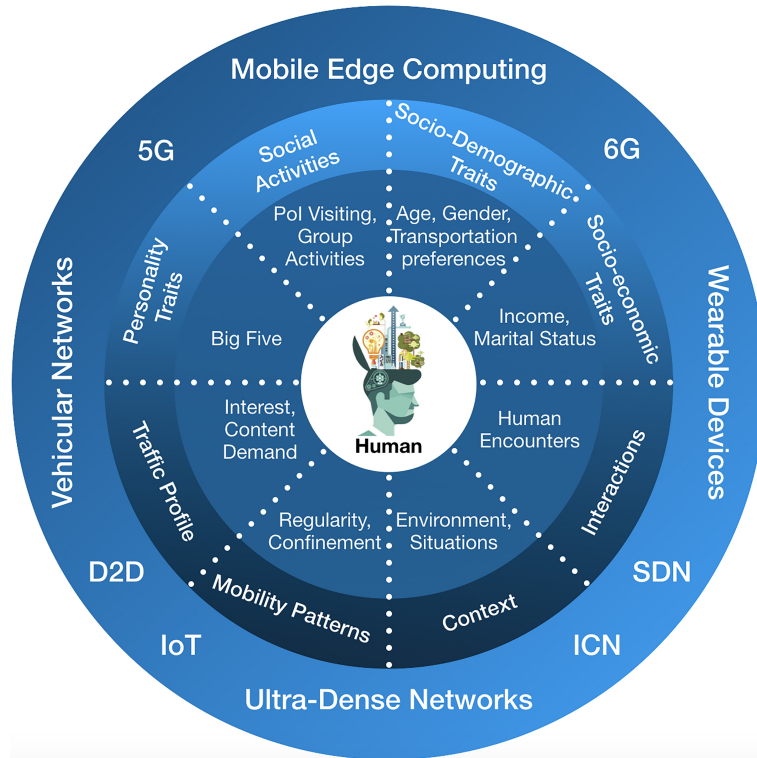 Mobile Edge Computing
5G
6G
Vehicular Networks
Wearable Devices
D2D
SDN
IoT
ICN
Ultra-Dense Networks
Social
Activities
Socio-Demographic
Traits
Personality
Traits
Socio-economic
Traits
Traffic Profile
Interactions
Mobility Patterns
Context
PoI Visiting,
Group
Activities
Age, Gender,
Transportation
preferences
Big Five
Income,
Marital Status
Interest,
Content
Demand
Human
Encounters
Regularity,
Confinement
Environment,
Situations
Human